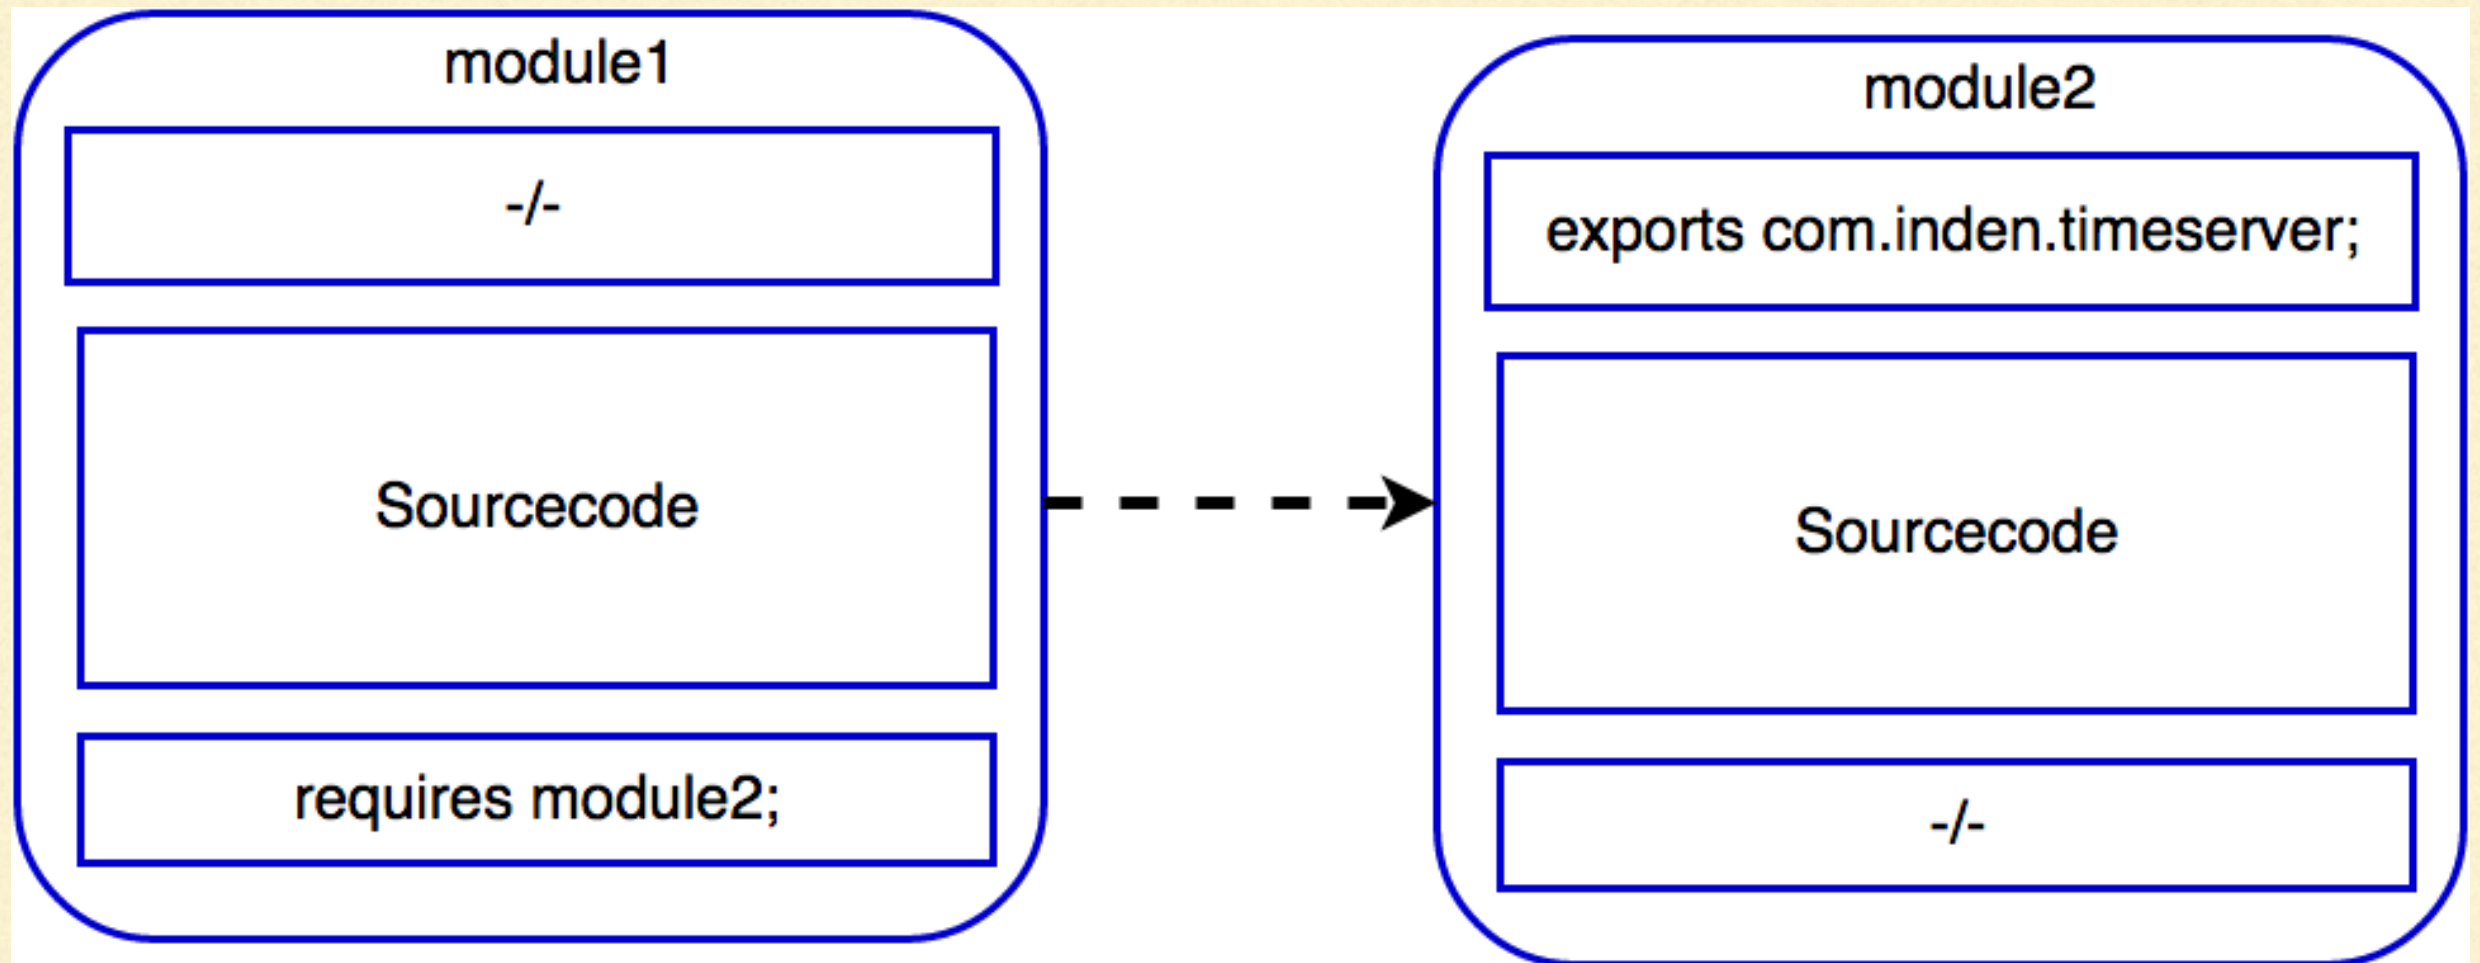 module1
-/-
Sourcecode
requires module2;
module2
exports com.inden.timeserver;
Sourcecode
-/-